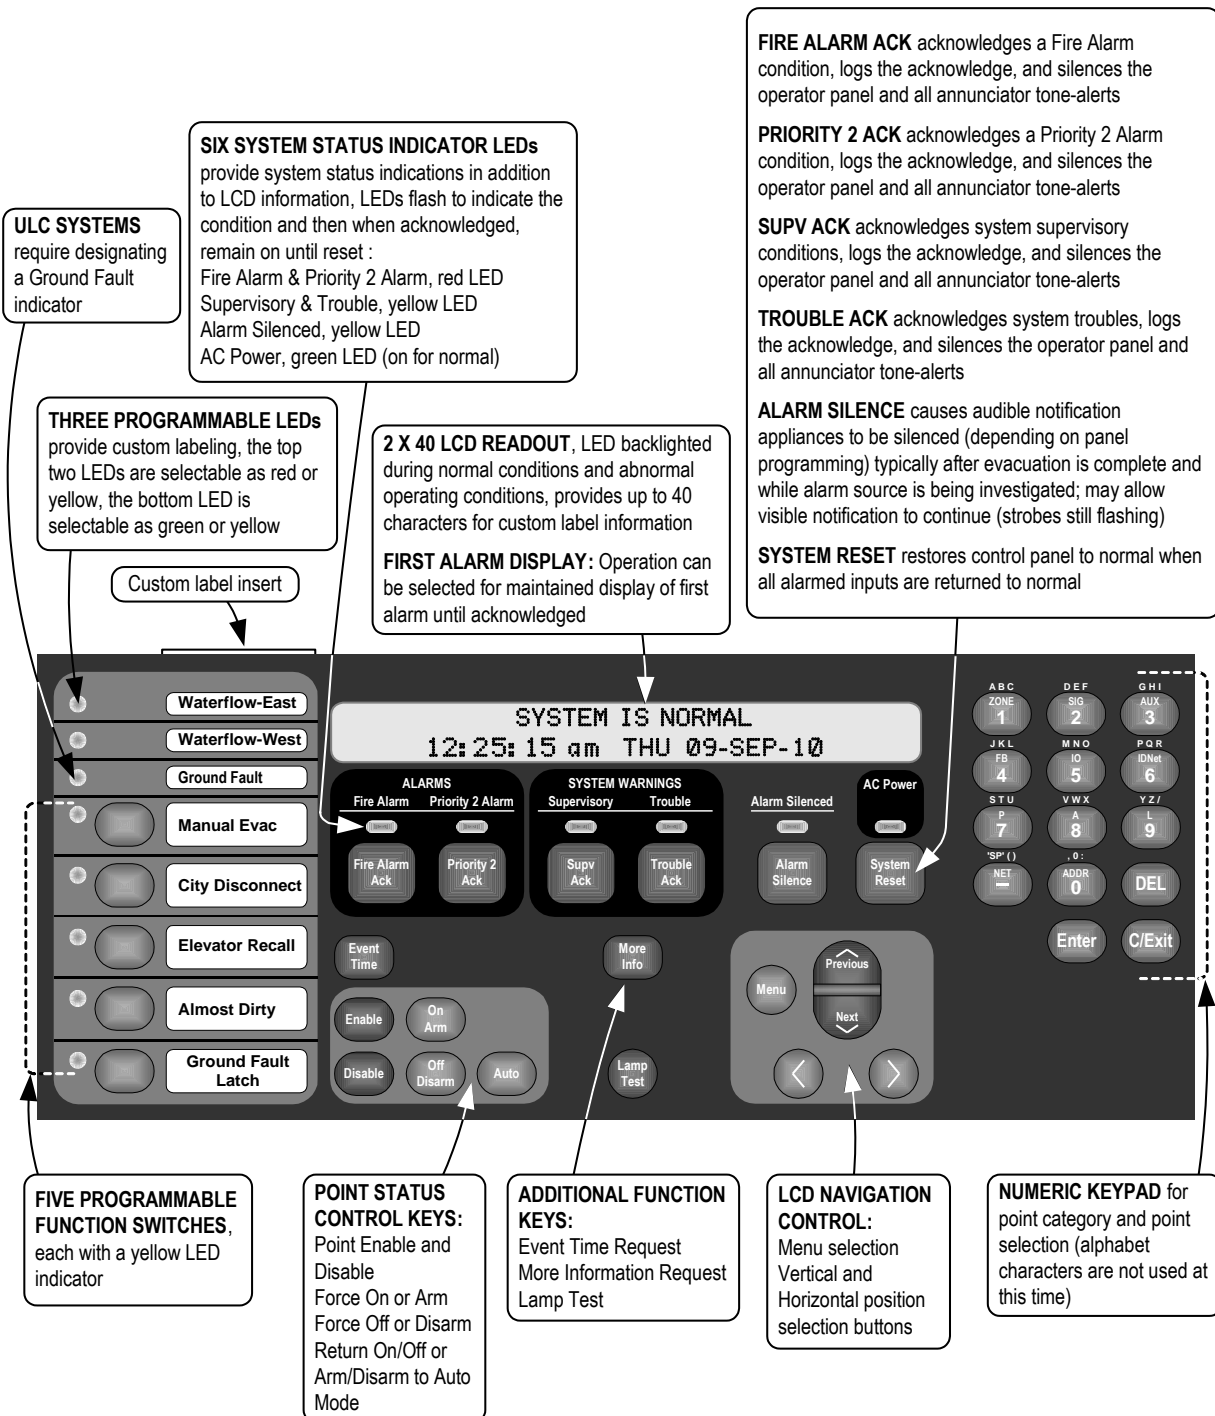 FIRE ALARM ACK acknowledges a Fire Alarm
condition, logs the acknowledge, and silences the
operator panel and all annunciator tone-alerts
PRIORITY 2 ACK acknowledges a Priority 2 Alarm
condition, logs the acknowledge, and silences the
operator panel and all annunciator tone-alerts
SUPV ACK acknowledges system supervisory
conditions, logs the acknowledge, and silences the
operator panel and all annunciator tone-alerts
TROUBLE ACK acknowledges system troubles, logs
the acknowledge, and silences the operator panel and
all annunciator tone-alerts
ALARM SILENCE causes audible notification
appliances to be silenced (depending on panel
programming) typically after evacuation is complete and
while alarm source is being investigated; may allow
visible notification to continue (strobes still flashing)
SYSTEM RESET restores control panel to normal when
all alarmed inputs are returned to normal
SIX SYSTEM STATUS INDICATOR LEDs
provide system status indications in addition
to LCD information, LEDs flash to indicate the
condition and then when acknowledged,
remain on until reset :
Fire Alarm & Priority 2 Alarm, red LED
Supervisory & Trouble, yellow LED
Alarm Silenced, yellow LED
AC Power, green LED (on for normal)
ULC SYSTEMS
require designating
a Ground Fault
indicator
THREE PROGRAMMABLE LEDs
provide custom labeling, the top
two LEDs are selectable as red or
yellow, the bottom LED is
selectable as green or yellow
2 X 40 LCD READOUT, LED backlighted
during normal conditions and abnormal
operating conditions, provides up to 40
characters for custom label information
FIRST ALARM DISPLAY: Operation can
be selected for maintained display of first
alarm until acknowledged
Custom label insert
Waterflow-East
Waterflow-West
Ground Fault
Manual Evac
City Disconnect
Elevator Recall
Almost Dirty
Ground Fault
Latch
SYSTEM IS NORMAL
12:25:15 am THU 09-SEP-10
ALARMS
Fire Alarm Priority 2 Alarm
SYSTEM WARNINGS
Supervisory Trouble
Alarm Silenced
AC Power
Fire Alarm
Ack
Priority 2
Ack
Supv
Ack
Trouble
Ack
Alarm
Silence
System
Reset
Event
Time
More
Info
Enable
On
Arm
Disable
Off
Disarm
Auto
Lamp
Test
Menu
Previous
Next
A B C
ZONE
1
D E F
SIG
2
G H I
AUX
3
J K L
FB
4
M N O
IO
5
P Q R
IDNet
6
S T U
P
7
V W X
A
8
Y Z /
L
9
'SP' ( )
NET
–
, 0 :
ADDR
0
DEL
Enter
C/Exit
FIVE PROGRAMMABLE
FUNCTION SWITCHES,
each with a yellow LED
indicator
POINT STATUS
CONTROL KEYS:
Point Enable and
Disable
Force On or Arm
Force Off or Disarm
Return On/Off or
Arm/Disarm to Auto
Mode
ADDITIONAL FUNCTION
KEYS:
Event Time Request
More Information Request
Lamp Test
LCD NAVIGATION
CONTROL:
Menu selection
Vertical and
Horizontal position
selection buttons
NUMERIC KEYPAD for
point category and point
selection (alphabet
characters are not used at
this time)